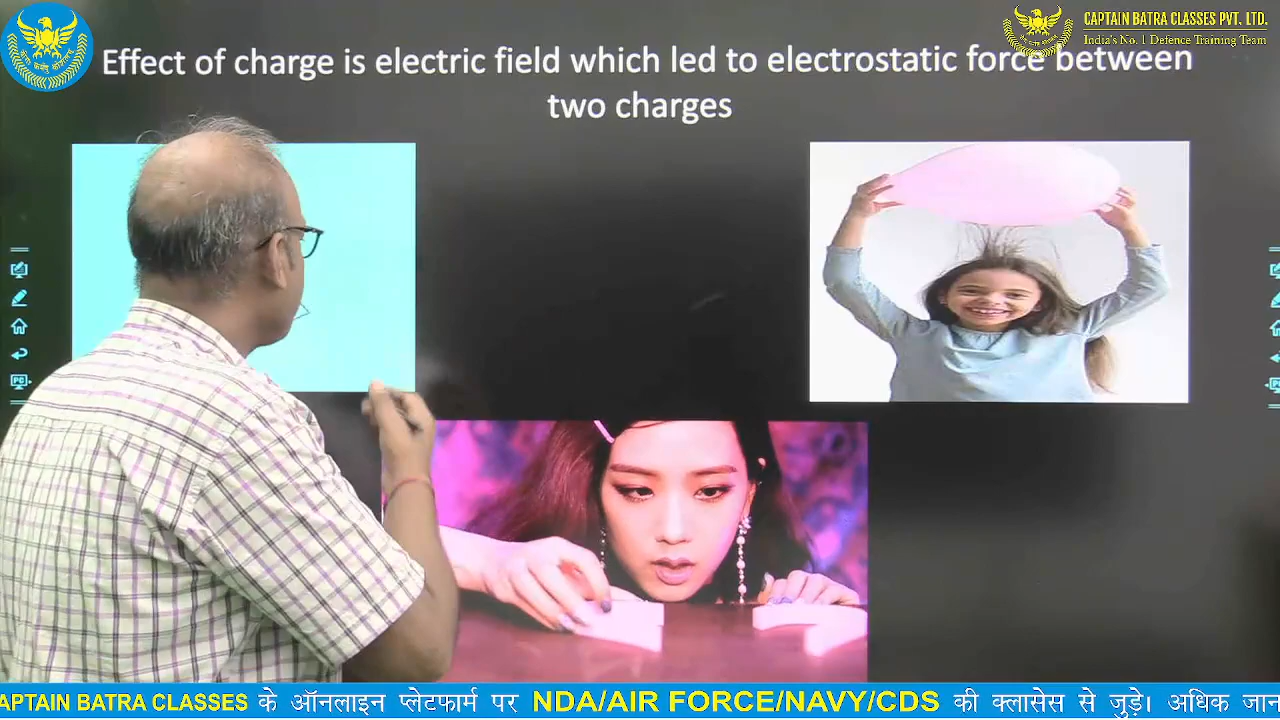 CAPTAIN BATRA CLASSES PVT. LTD.
India's No. 1 Defence Training Team
Effect of charge is electric field which led to electrostatic force between
two charges
PC
PC
APTAIN BATRA CLASSES के ऑनलाइन प्लेटफार्म पर NDA/AIR FORCE/NAVY/CDS की क्लासेस से जुड़े। अधिक जान